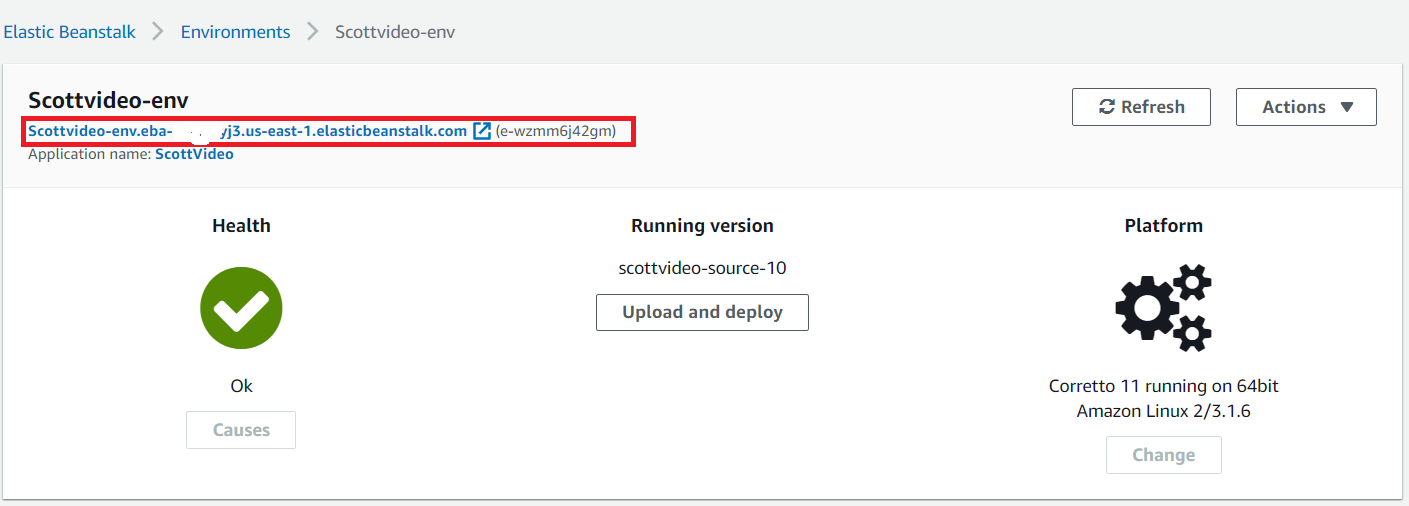 Elastic Beanstalk > Environments > Scottvideo-env
Scottvideo-env
Refresh
Actions
Scottvideo-env.eba- yj3.us-east-1.elasticbeanstalk.com (e-wzmm6j42gm)
Application name: ScottVideo
Health
Running version
Platform
scottvideo-source-10
Upload and deploy
Ok
Corretto 11 running on 64bit
Amazon Linux 2/3.1.6
Causes
Change